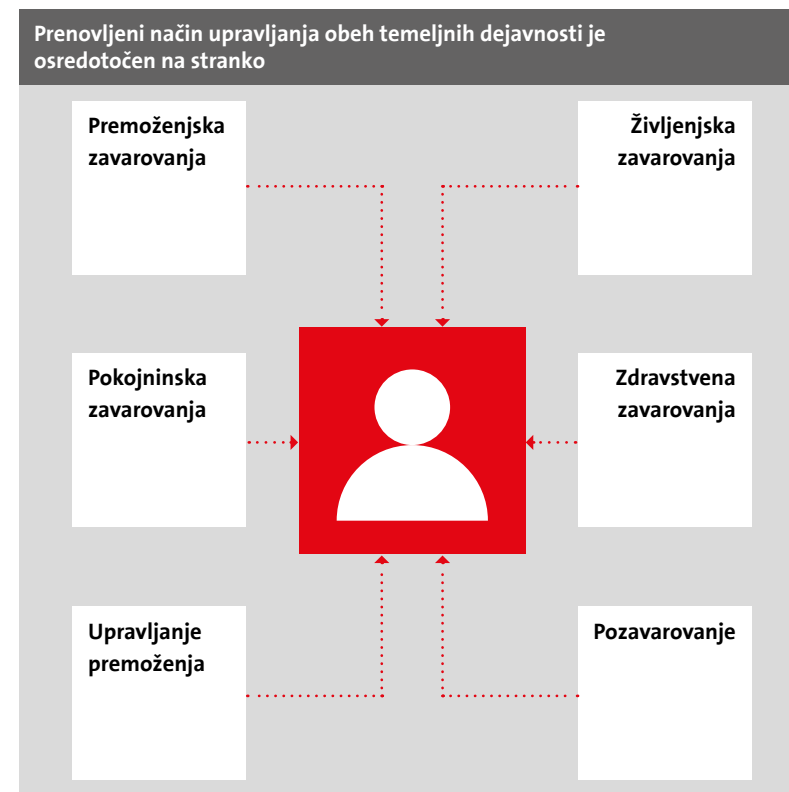 Prenovljeni način upravljanja obeh temeljnih dejavnosti je
osredotočen na stranko
Premoženjska
zavarovanja
Življenjska
zavarovanja
Pokojninska
zavarovanja
Zdravstvena
zavarovanja
Upravljanje
premoženja
Pozavarovanje